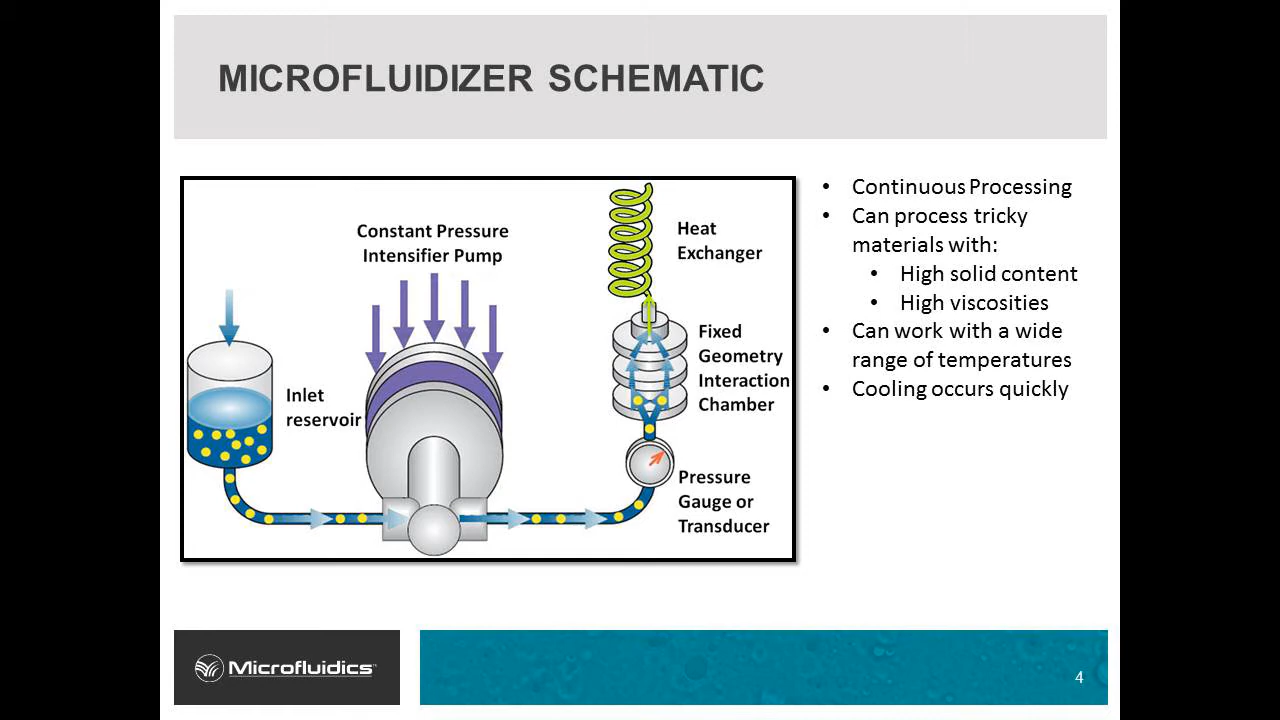 MICROFLUIDIZER SCHEMATIC
Constant Pressure
Intensifier Pump
Heat
Exchanger
Inlet
reservoir
Fixed
Geometry
Interaction
Chamber
Pressure
Gauge or
Transducer
• Continuous Processing
• Can process tricky
materials with:
• High solid content
• High viscosities
• Can work with a wide
range of temperatures
• Cooling occurs quickly
Microfluidics™
4